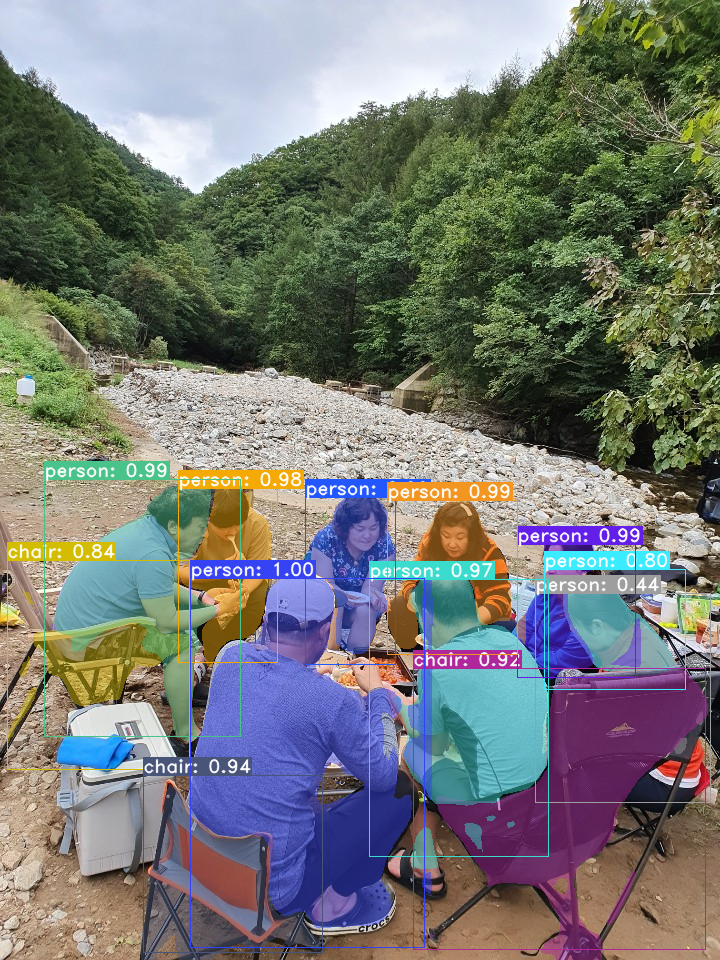 person: 0.99
person: 0.98
person:
person: 0.99
person: 0.99
chair: 0.84
person: 0.80
person: 1.00
person: 0.97
person: 0.44
chair: 0.92
chair: 0.94
crocs